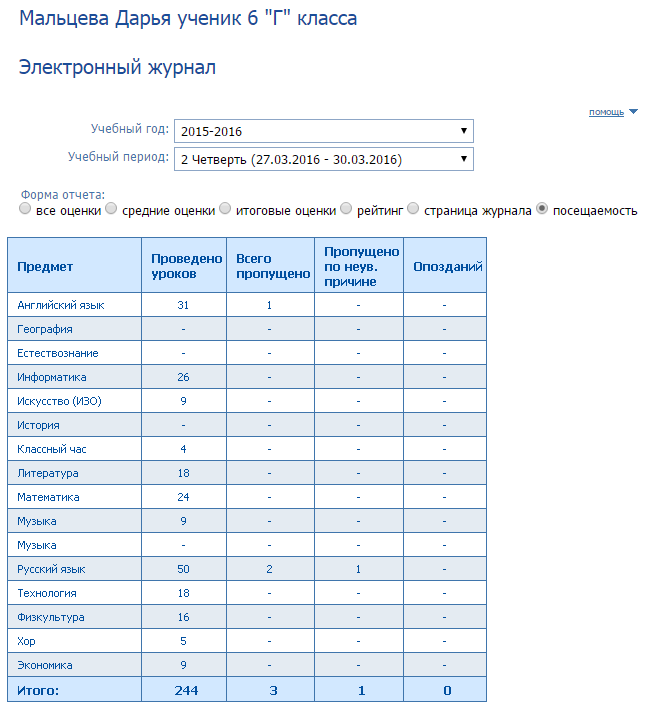 Мальцева Дарья ученик 6 "Г" класса
Электронный журнал
помощь
Учебный год: 2015-2016
Учебный период: 2 Четверть (27.03.2016 - 30.03.2016)
Форма отчета:
все оценки средние оценки итоговые оценки рейтинг страница журнала посещаемость
Предмет Проведено уроков Всего пропущено Пропущено по неув. причине Опозданий
Английский язык 31 1 - -
География - - - -
Естествознание - - - -
Информатика 26 - - -
Искусство (ИЗО) 9 - - -
История - - - -
Классный час 4 - - -
Литература 18 - - -
Математика 24 - - -
Музыка 9 - - -
Музыка - - - -
Русский язык 50 2 1 -
Технология 18 - - -
Физкультура 16 - - -
Хор 5 - - -
Экономика 9 - - -
Итого: 244 3 1 0